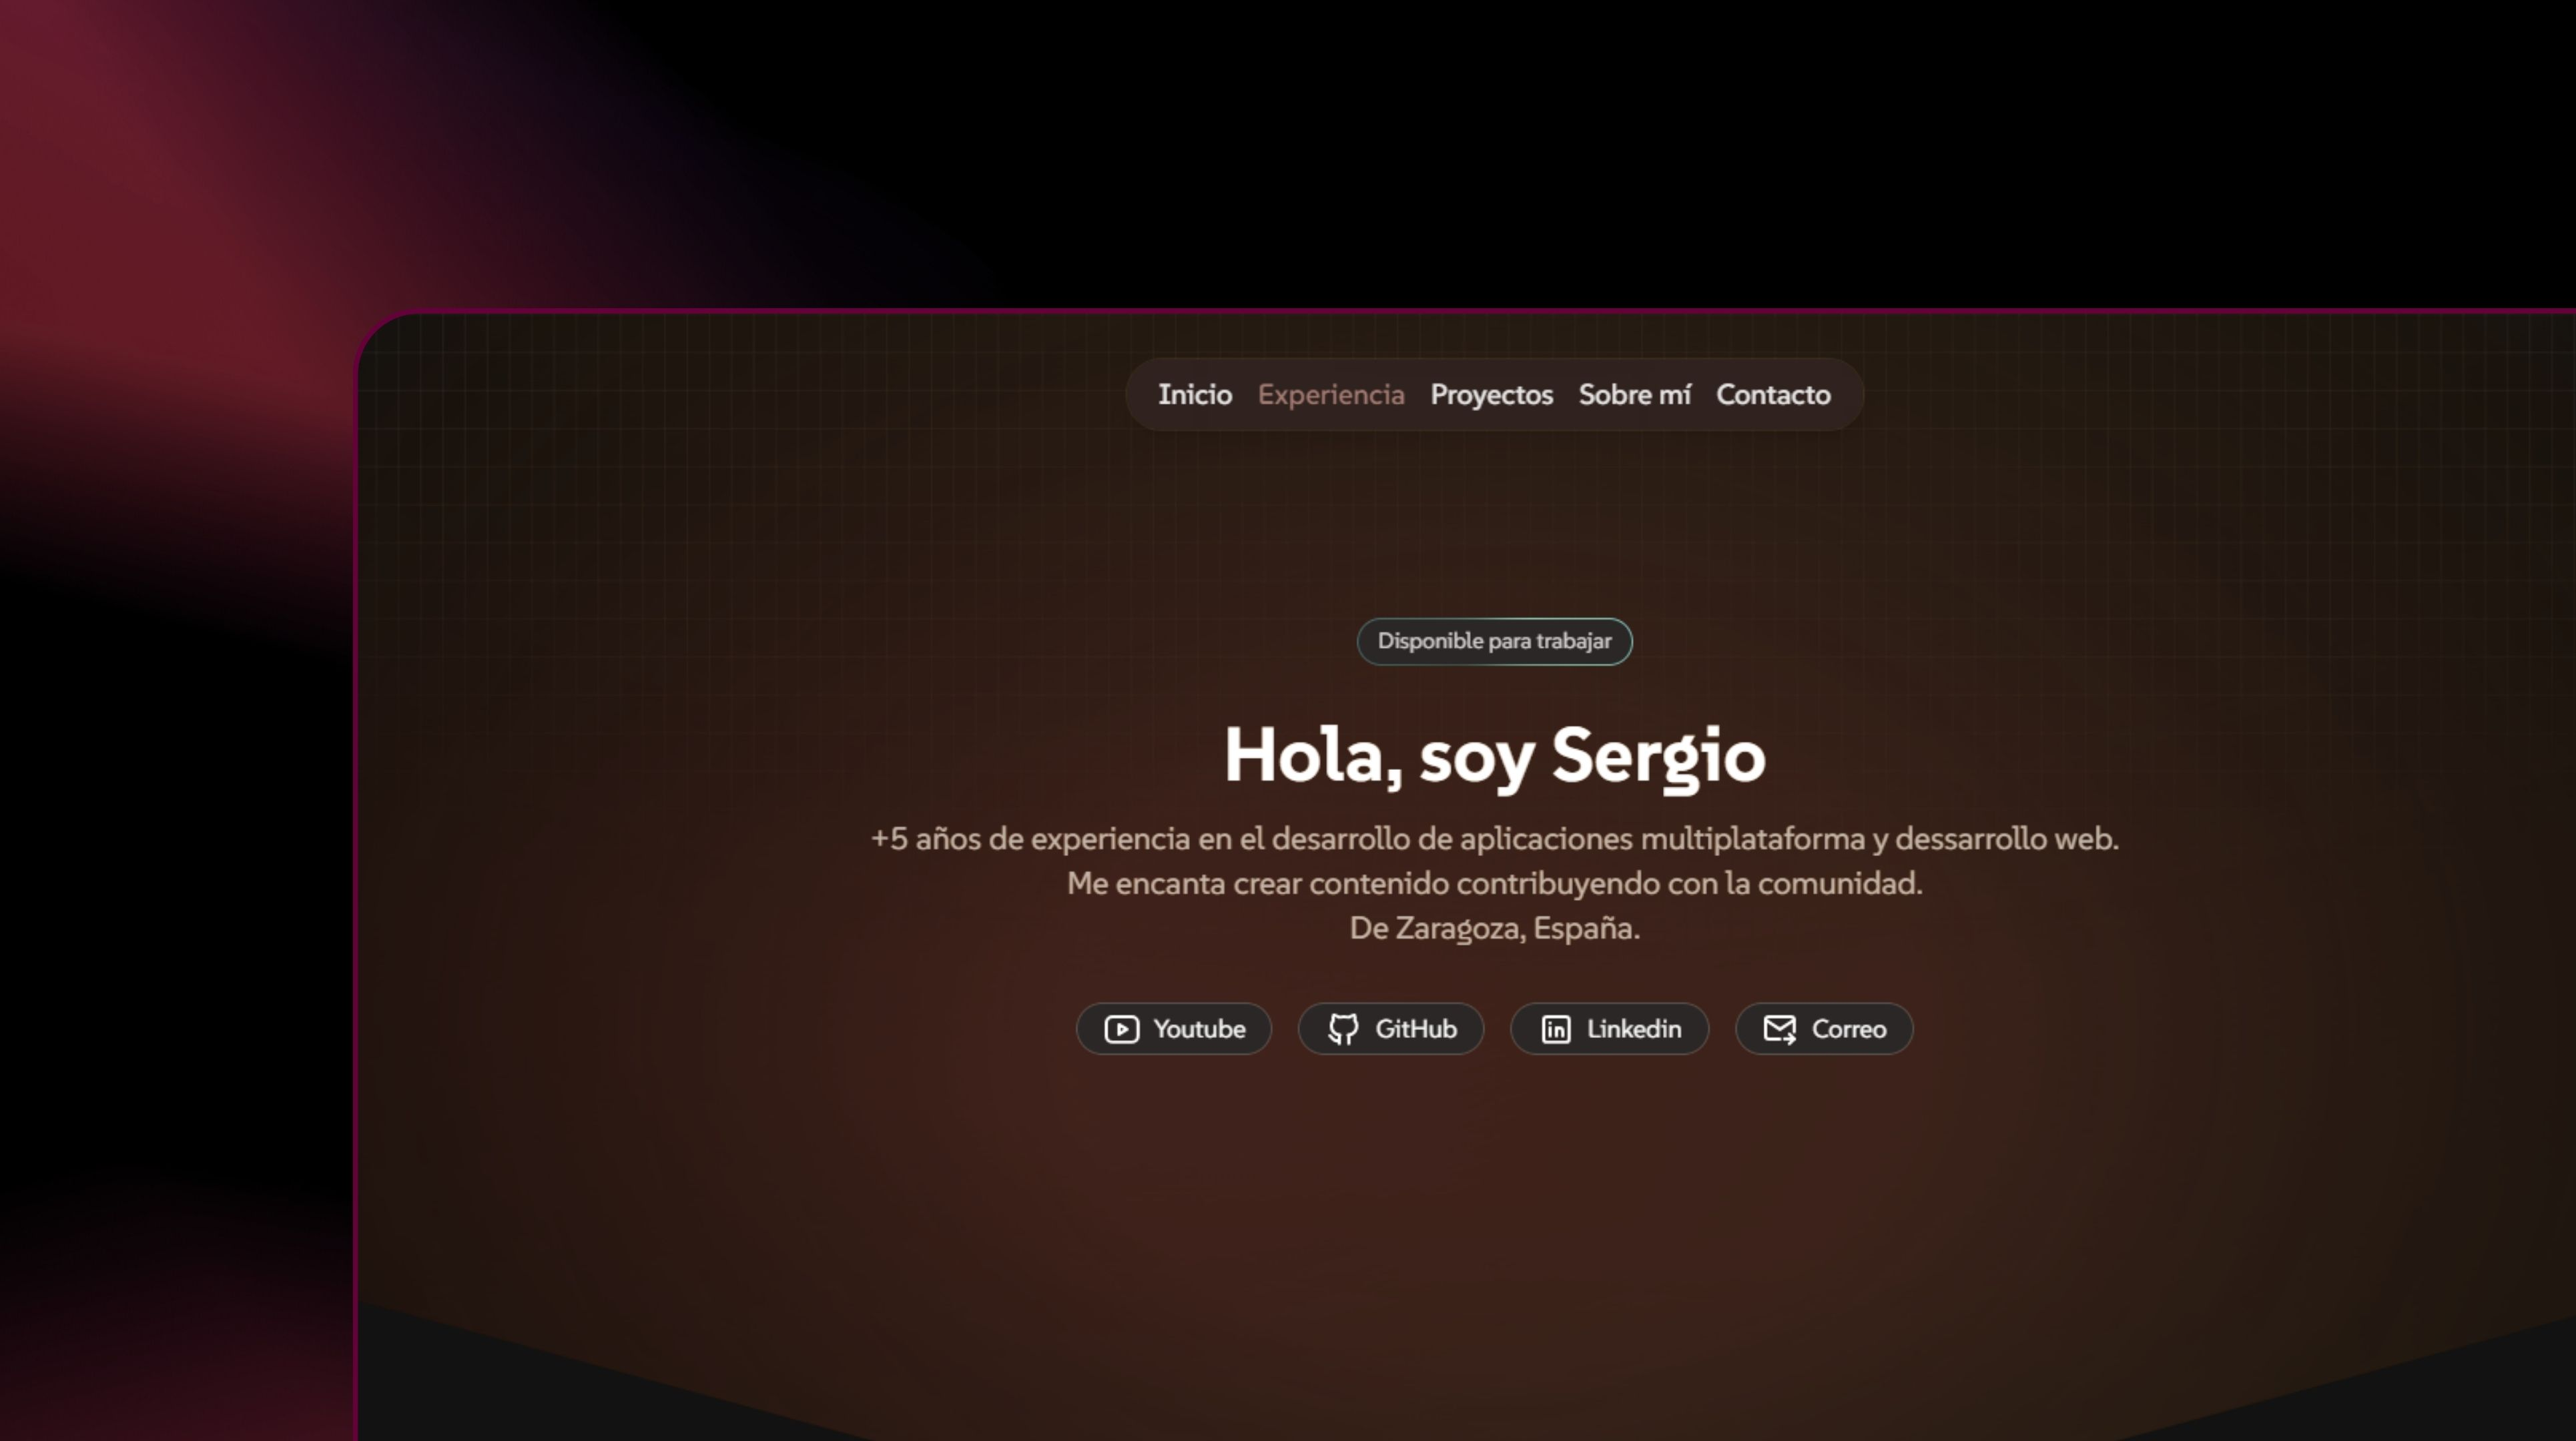 Inicio Experiencia Proyectos Sobre mí Contacto
Disponible para trabajar
Hola, soy Sergio
+5 años de experiencia en el desarrollo de aplicaciones multiplataforma y dessarrollo web.
Me encanta crear contenido contribuyendo con la comunidad.
De Zaragoza, España.
Youtube GitHub Linkedin Correo